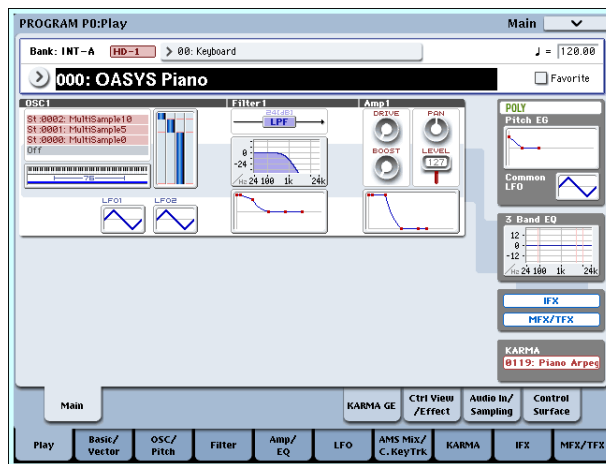 PROGRAM P0:Play Main
Bank: INT-A HD-1 00: Keyboard ♩ = 120.00
000: OASYS Piano Favorite
OSC1 Filter1 Amp1 POLY
St:0002: MultiSample10
St:0001: MultiSample5
St:0000: MultiSample0
Off
76
LFO1 LFO2
24[dB]
LPF
0
-24
Hz 24 100 1k 24k
DRIVE PAN
BOOST LEVEL
127
Pitch EG
Common
LFO
3 Band EQ
12
0
-12
Hz 24 100 1k 24k
IFX
MFX/TFX
KARMA
0119: Piano Arpeg
Main KARMA GE Ctrl View /Effect Audio In/ Sampling Control Surface
Play Basic/ Vector OSC/ Pitch Filter Amp/ EQ LFO AMS Mix/ C.KeyTrk KARMA IFX MFX/TFX